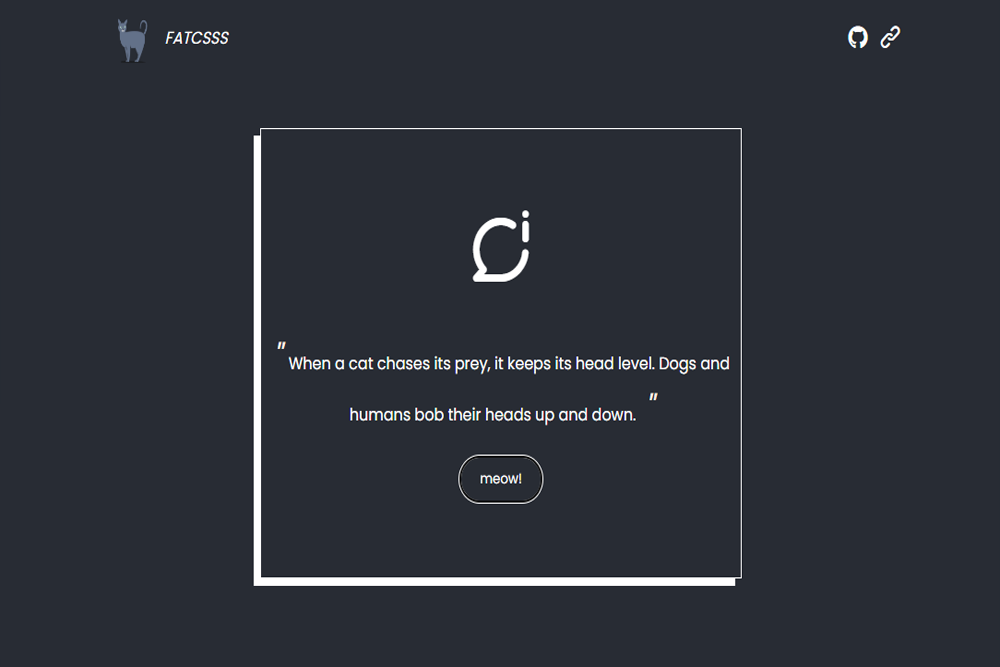 FATCSSS
" When a cat chases its prey, it keeps its head level. Dogs and
humans bob their heads up and down. "
meow!